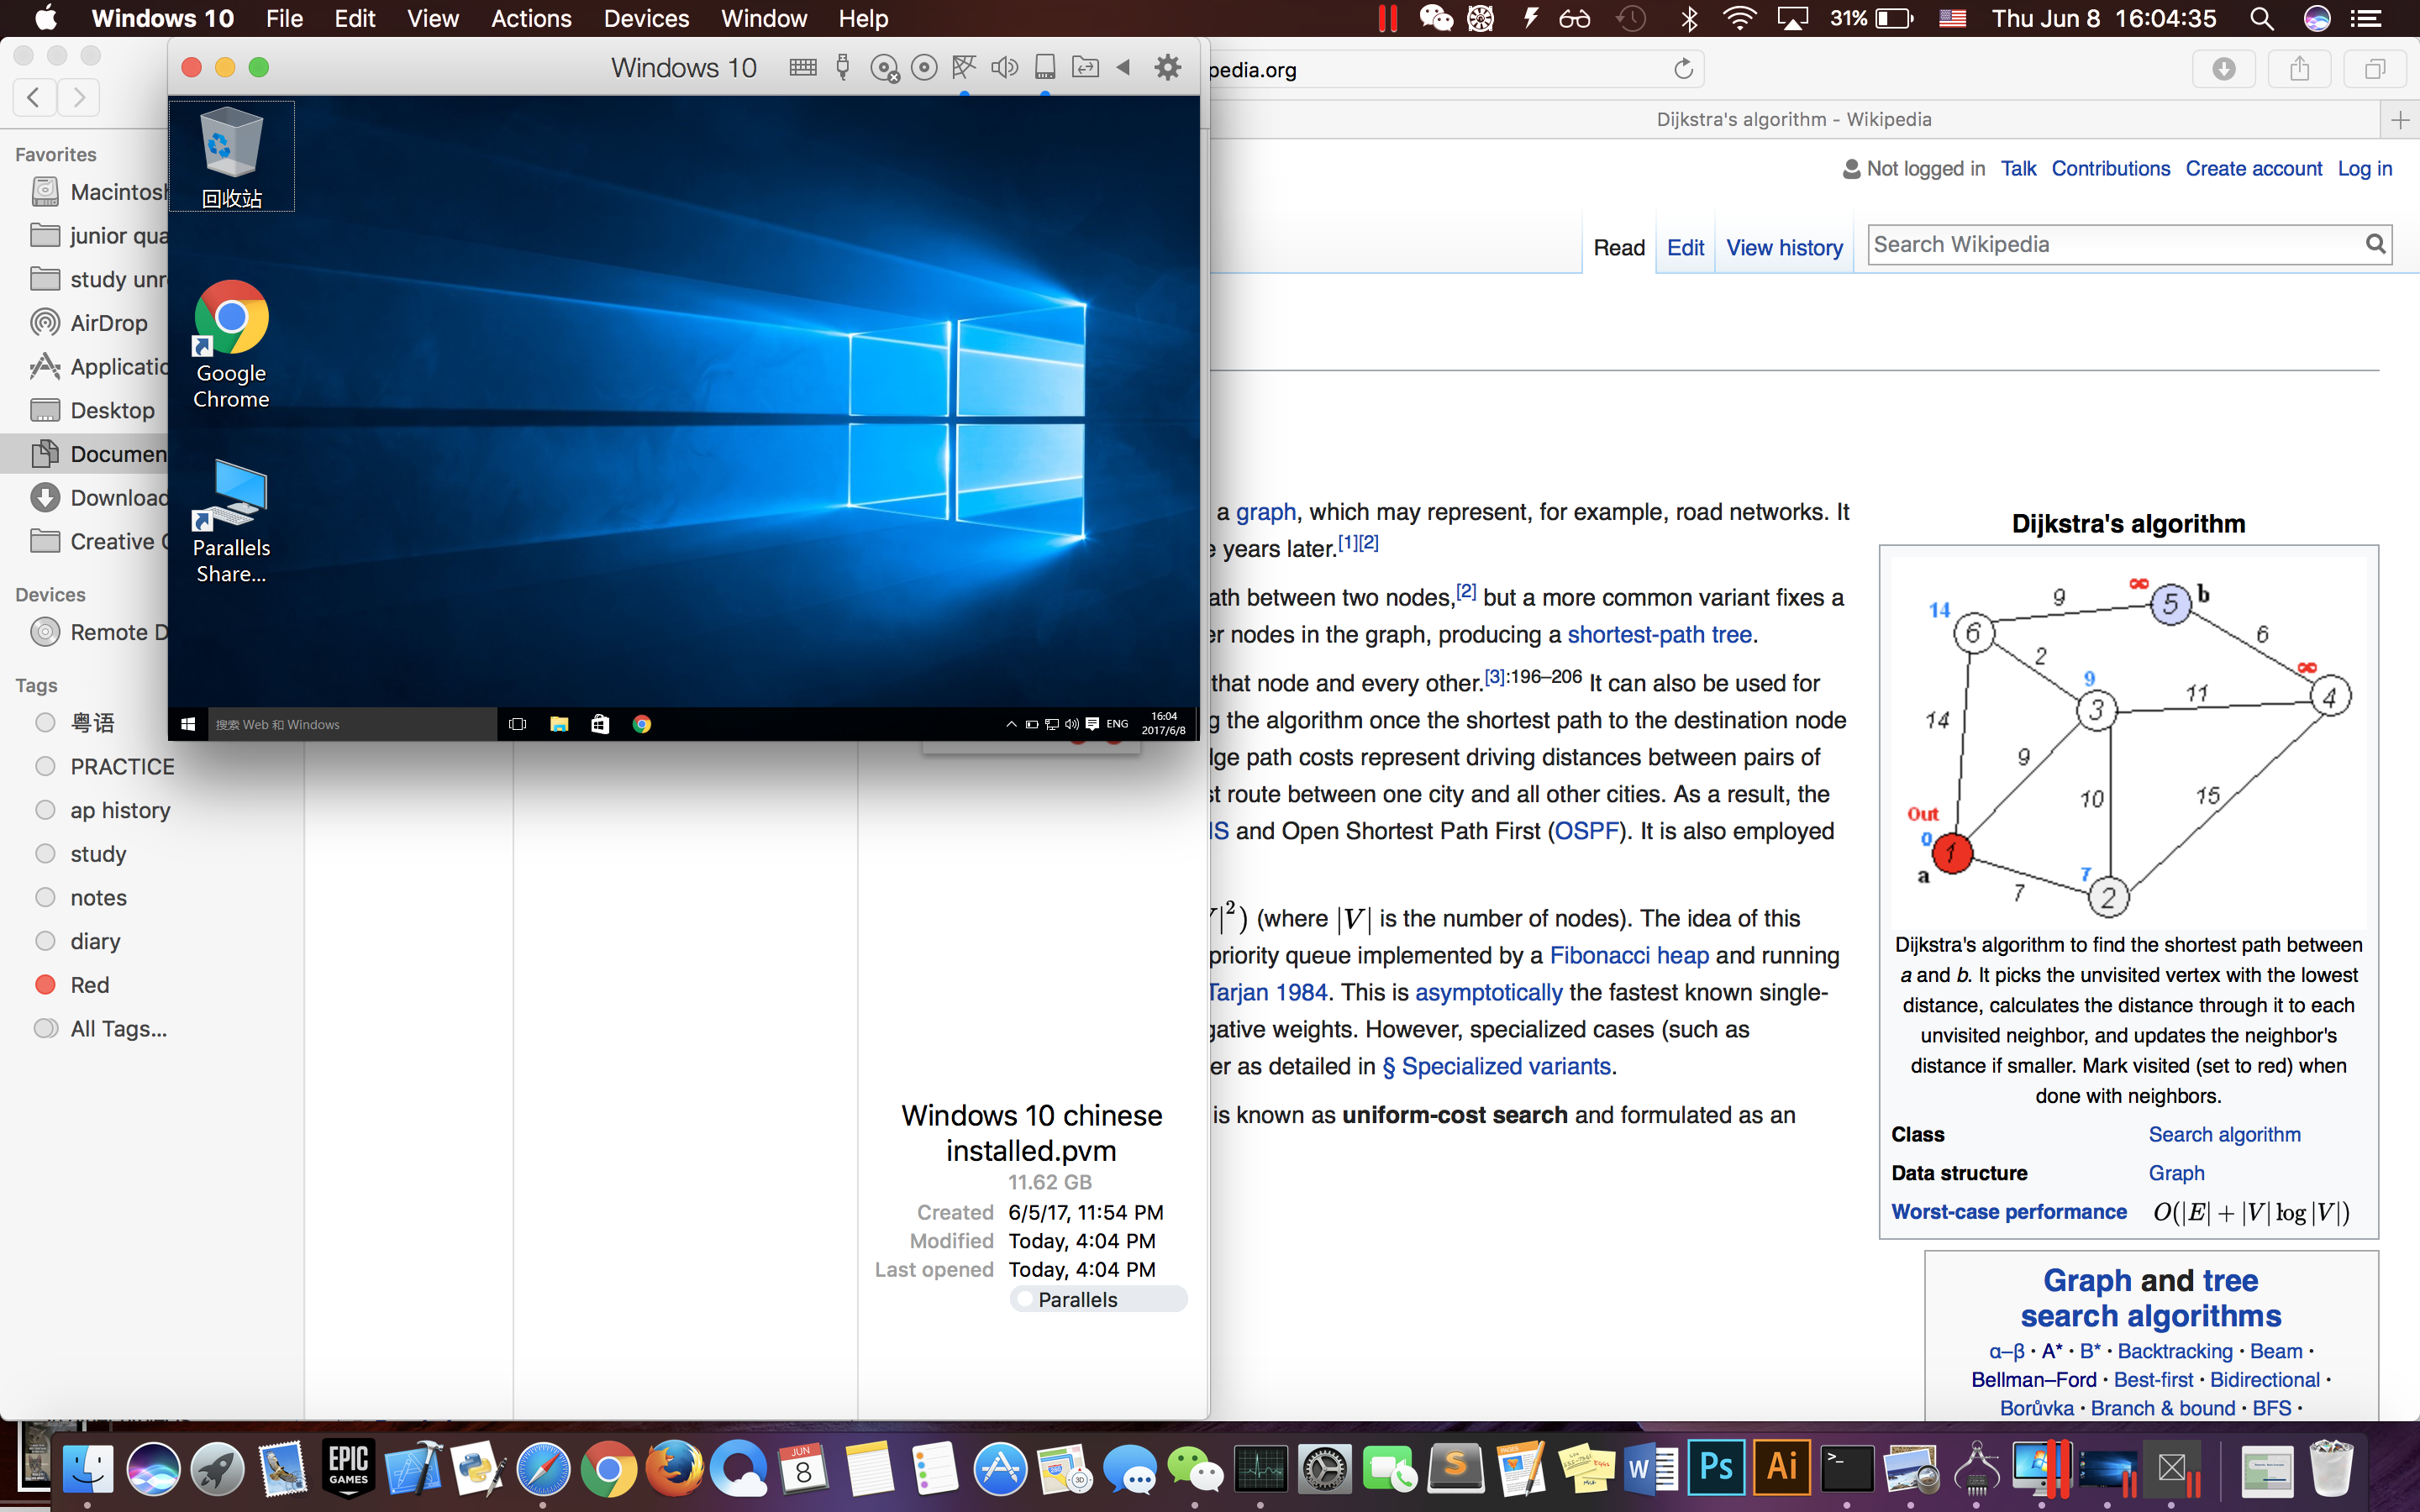 Windows 10 File Edit View Actions Devices Window Help
31% Thu Jun 8 16:04:35
Windows 10
pedia.org
Dijkstra's algorithm - Wikipedia
Favorites
Macintosh
junior qua
study unr
AirDrop
Applicatio
Desktop
Documen
Download
Creative C
Devices
Remote D
Tags
粤语
PRACTICE
ap history
study
notes
diary
Red
All Tags...
回收站
Google
Chrome
Parallels
Share...
搜索 Web 和 Windows
ENG
16:04
2017/6/8
Windows 10 chinese
installed.pvm
11.62 GB
Created 6/5/17, 11:54 PM
Modified Today, 4:04 PM
Last opened Today, 4:04 PM
Parallels
Not logged in Talk Contributions Create account Log in
Read Edit View history Search Wikipedia
a graph, which may represent, for example, road networks. It
e years later.[1][2]
ath between two nodes,[2] but a more common variant fixes a
er nodes in the graph, producing a shortest-path tree.
that node and every other.[3]:196–206 It can also be used for
g the algorithm once the shortest path to the destination node
dge path costs represent driving distances between pairs of
st route between one city and all other cities. As a result, the
IS and Open Shortest Path First (OSPF). It is also employed
|²) (where |V| is the number of nodes). The idea of this
priority queue implemented by a Fibonacci heap and running
Tarjan 1984. This is asymptotically the fastest known single-
gative weights. However, specialized cases (such as
er as detailed in § Specialized variants.
is known as uniform-cost search and formulated as an
Dijkstra's algorithm
14 6 9 ∞ 5 b
2 9 6
∞ 4
14 3 11
9 10 15
Out
0 1
a 7 7 2
Dijkstra's algorithm to find the shortest path between
a and b. It picks the unvisited vertex with the lowest
distance, calculates the distance through it to each
unvisited neighbor, and updates the neighbor's
distance if smaller. Mark visited (set to red) when
done with neighbors.
Class Search algorithm
Data structure Graph
Worst-case performance O(|E| + |V| log |V|)
Graph and tree
search algorithms
α–β · A* · B* · Backtracking · Beam ·
Bellman–Ford · Best-first · Bidirectional ·
Borůvka · Branch & bound · BFS ·
EPIC
GAMES
JUN
8
3D
S
PAGES
W
Ps
Ai
>_